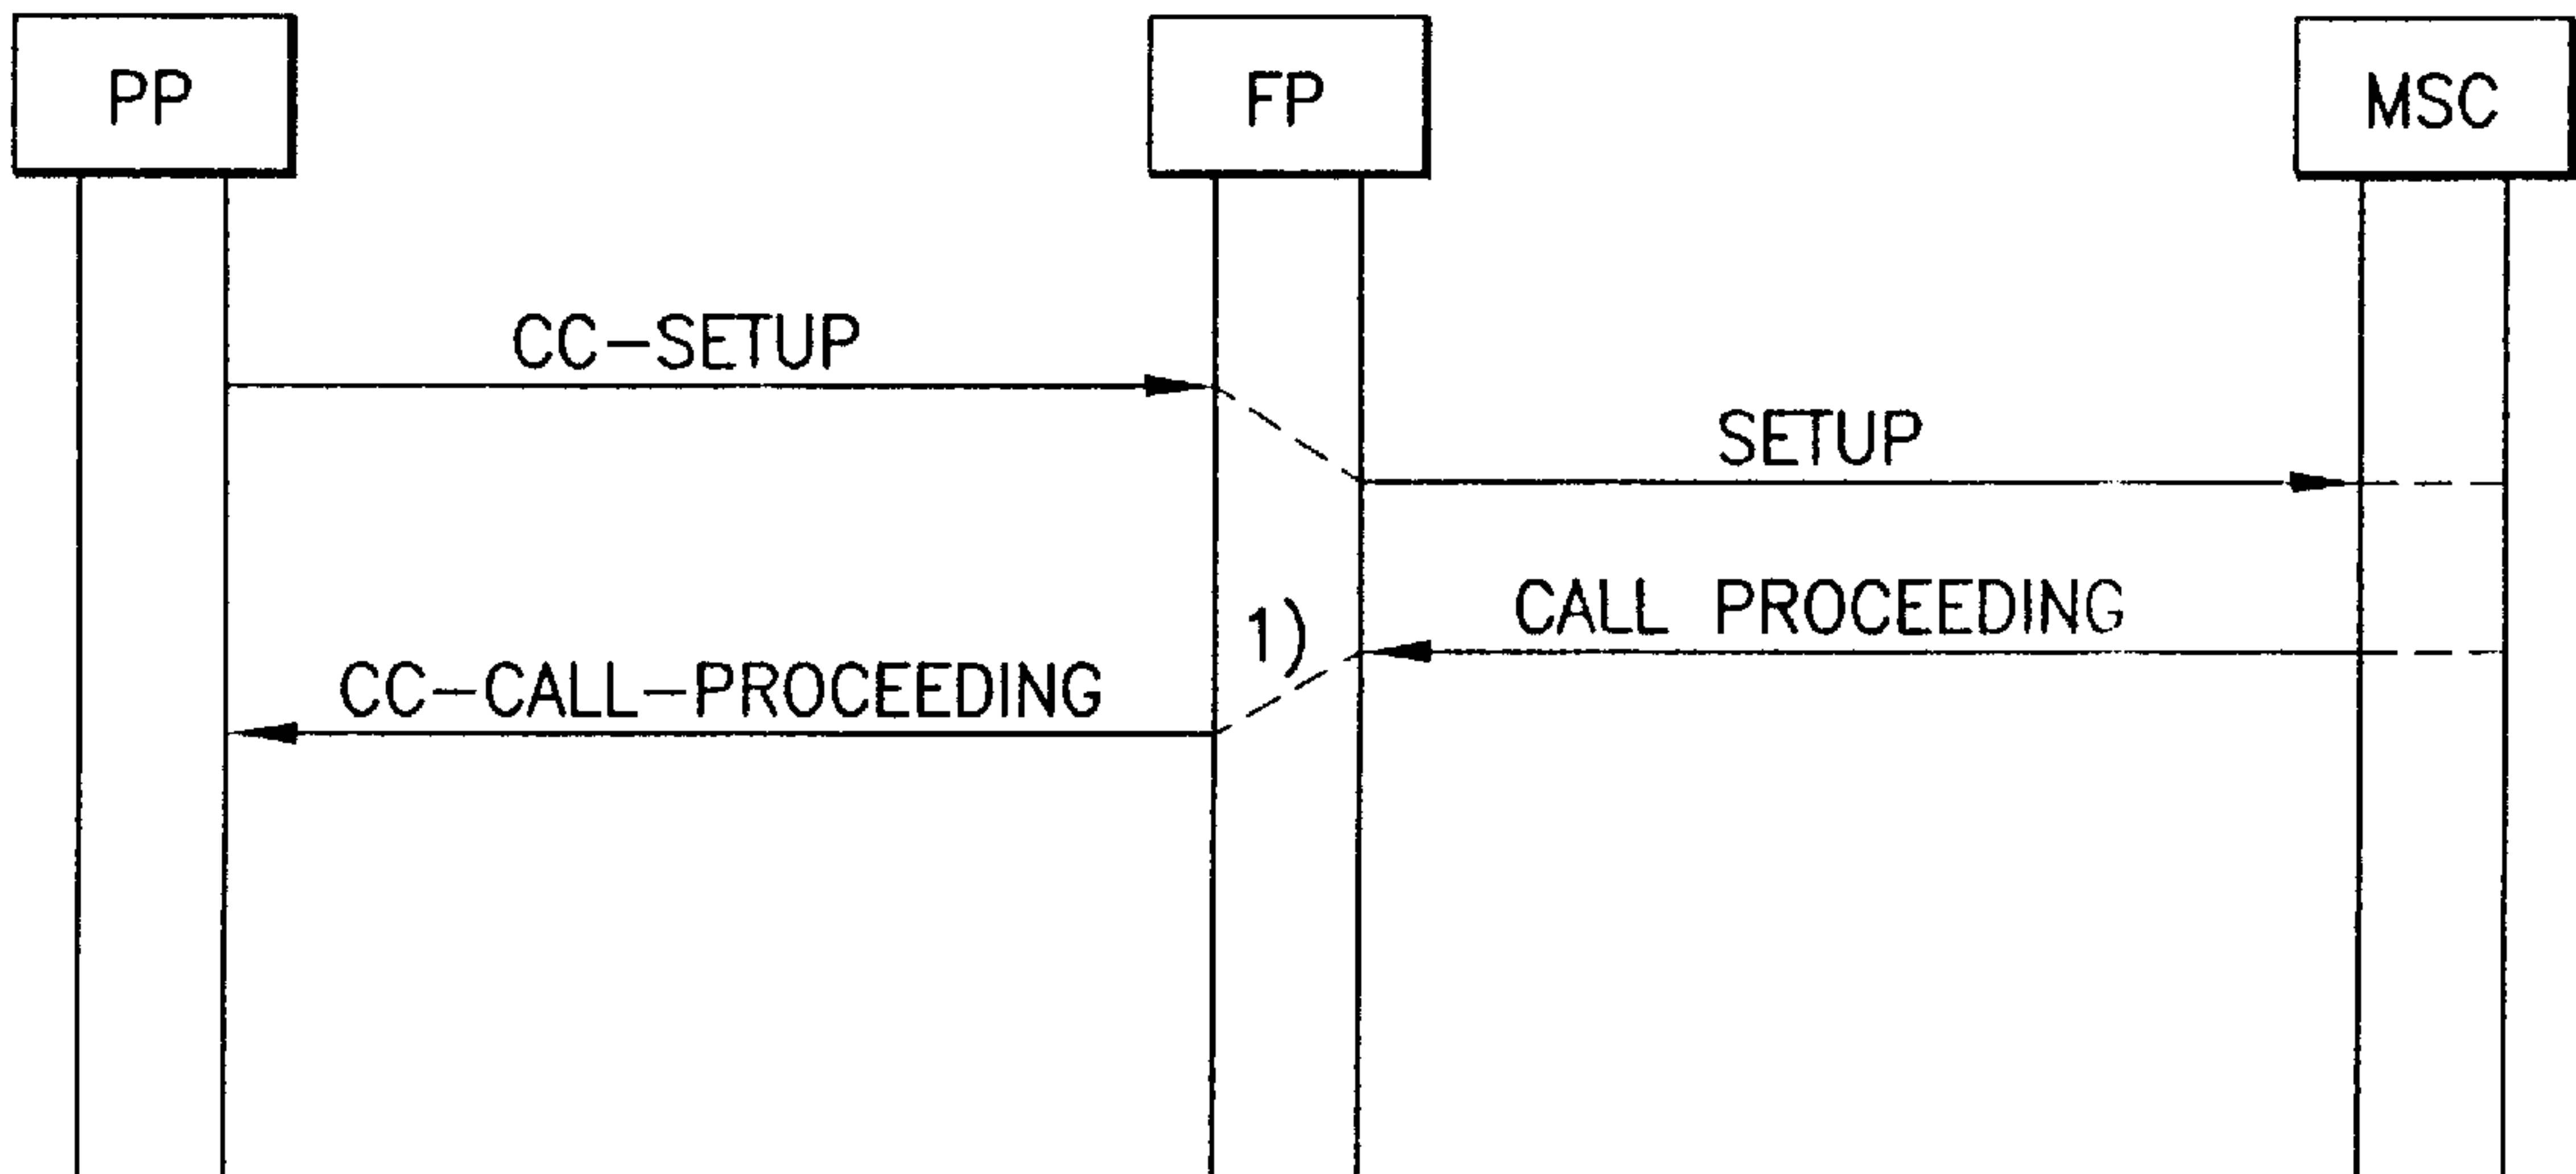 PP
FP
MSC
CC-SETUP
SETUP
CALL PROCEEDING
1)
CC-CALL-PROCEEDING